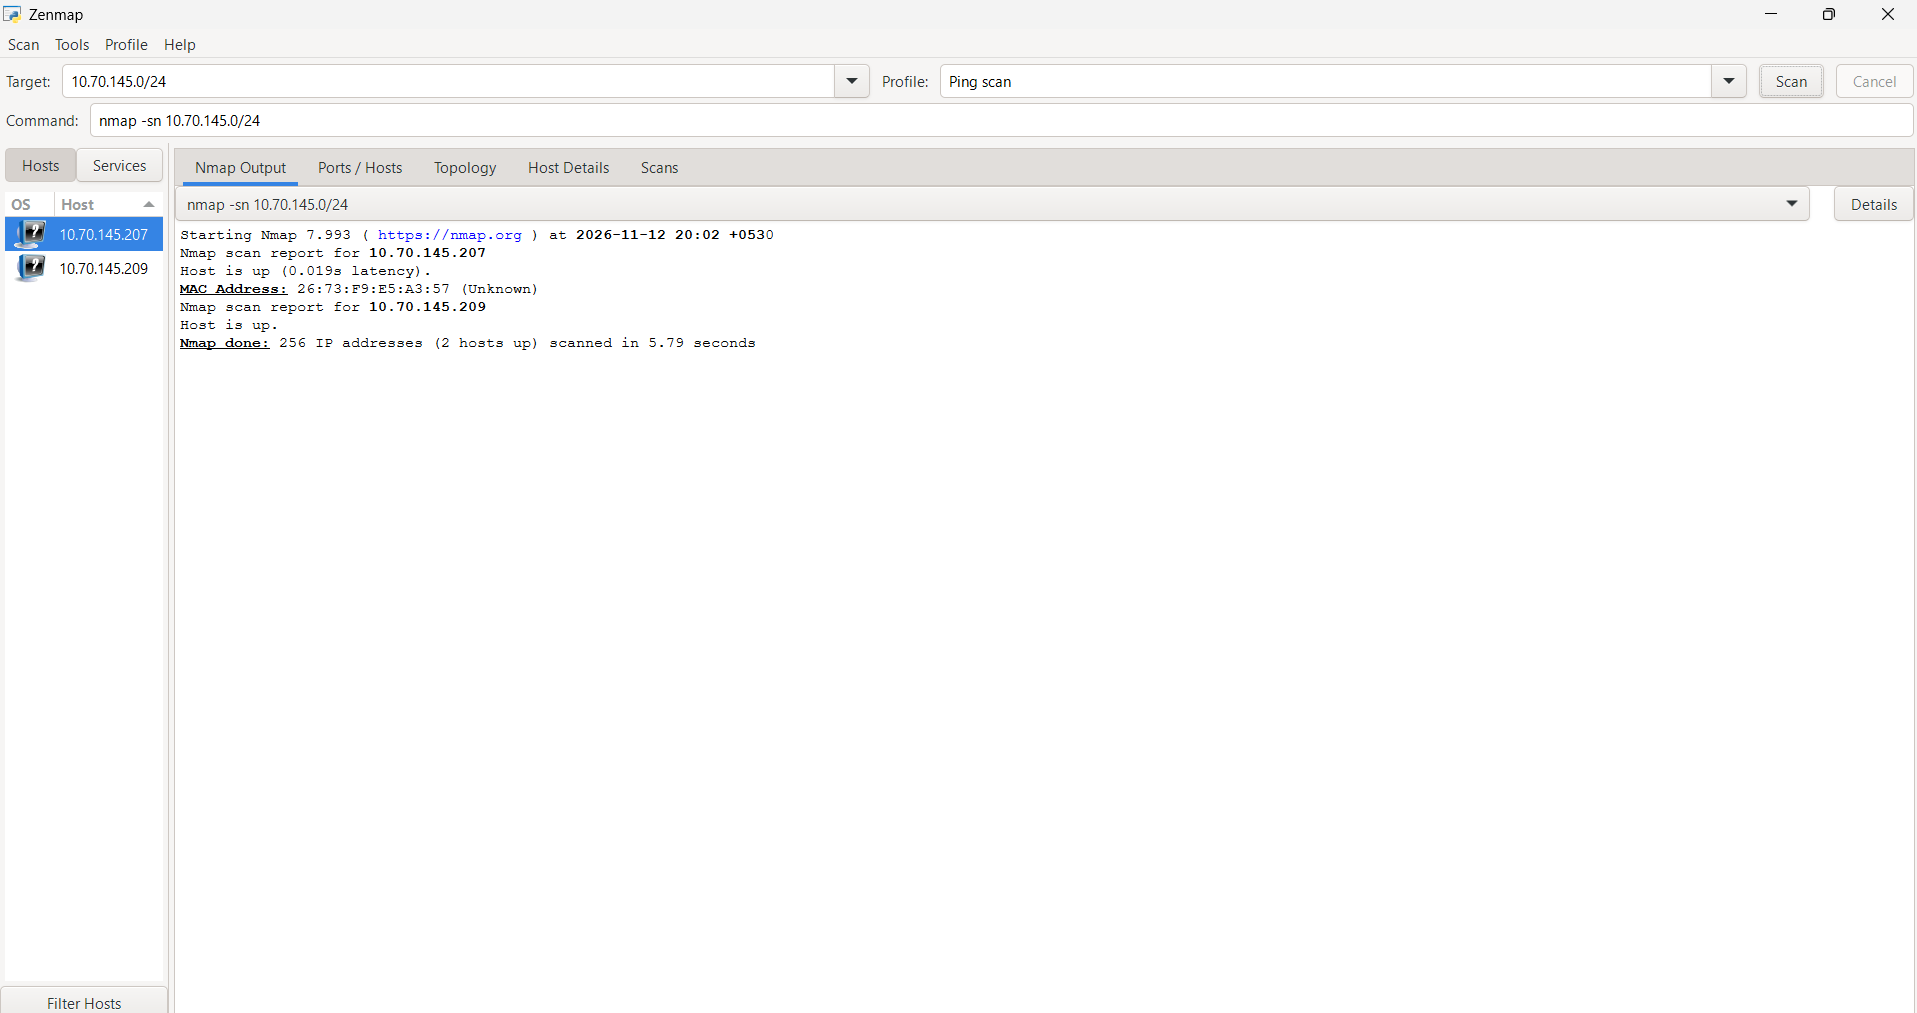 Zenmap
Scan Tools Profile Help
Target: 10.70.145.0/24 Profile: Ping scan Scan Cancel
Command: nmap -sn 10.70.145.0/24
Hosts Services Nmap Output Ports / Hosts Topology Host Details Scans
OS Host nmap -sn 10.70.145.0/24 Details
10.70.145.207
10.70.145.209
Starting Nmap 7.993 ( https://nmap.org ) at 2026-11-12 20:02 +0530
Nmap scan report for 10.70.145.207
Host is up (0.019s latency).
MAC Address: 26:73:F9:E5:A3:57 (Unknown)
Nmap scan report for 10.70.145.209
Host is up.
Nmap done: 256 IP addresses (2 hosts up) scanned in 5.79 seconds
Filter Hosts